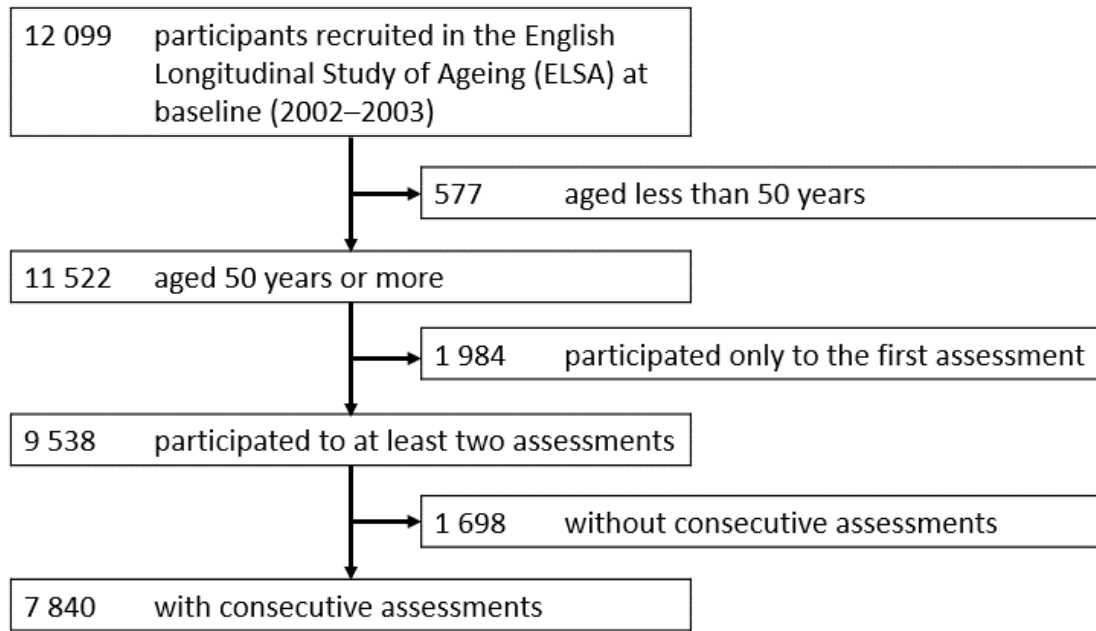 12 099 participants recruited in the English
Longitudinal Study of Ageing (ELSA) at
baseline (2002–2003)
577 aged less than 50 years
11 522 aged 50 years or more
1 984 participated only to the first assessment
9 538 participated to at least two assessments
1 698 without consecutive assessments
7 840 with consecutive assessments